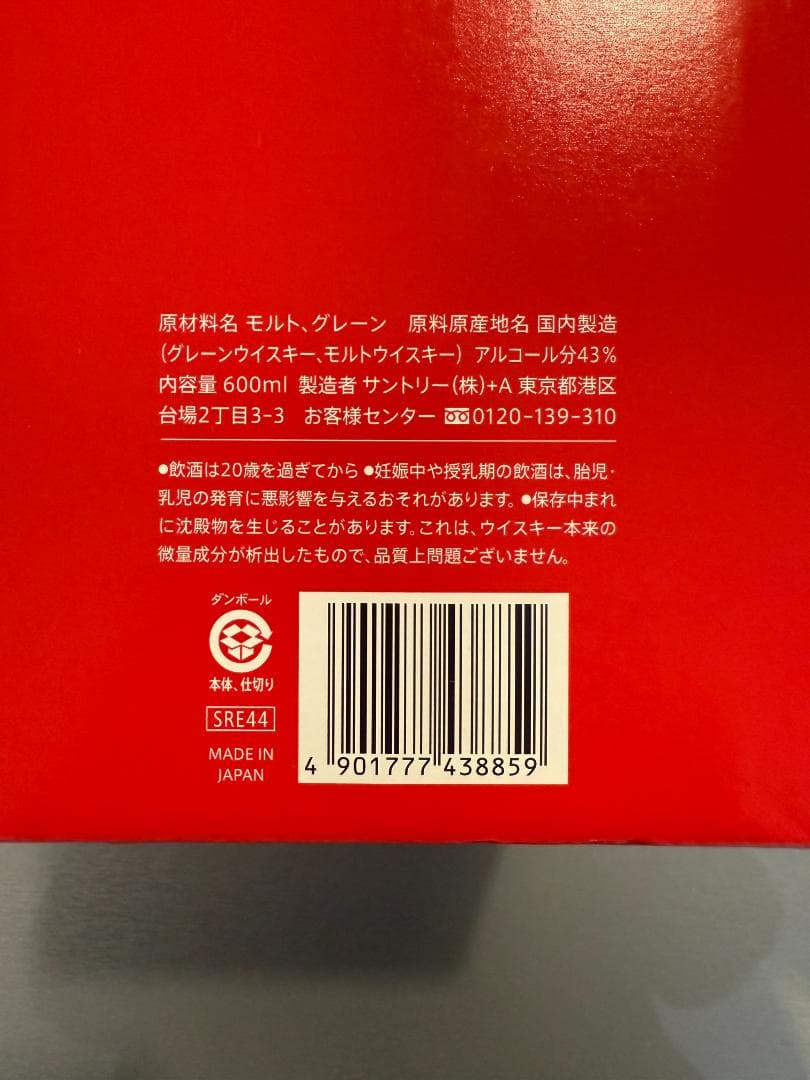 原材料名 モルト、グレーン　原料原産地名 国内製造
(グレーンウイスキー、モルトウイスキー)　アルコール分43%
内容量 600ml　製造者 サントリー(株)+A 東京都港区
台場2丁目3-3　お客様センター 0120-139-310
●飲酒は20歳を過ぎてから ●妊娠中や授乳期の飲酒は、胎児・
乳児の発育に悪影響を与えるおそれがあります。●保存中まれ
に沈殿物を生じることがあります。これは、ウイスキー本来の
微量成分が析出したもので、品質上問題ございません。
ダンボール
本体、仕切り
SRE44
MADE IN
JAPAN
4 901777 438859